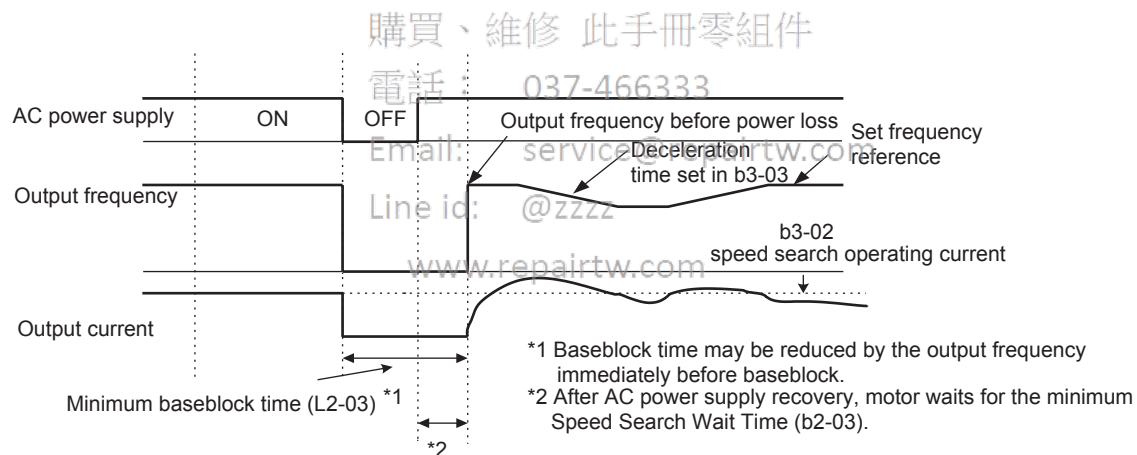 購買、維修 此手冊零組件
電話： 037-466333
AC power supply
ON
OFF
Output frequency before power loss
Set frequency
reference
Email: service@repairtw.com
Deceleration
time set in b3-03
Output frequency
Line id: @zzzz
b3-02
speed search operating current
www.repairtw.com
Output current
*1 Baseblock time may be reduced by the output frequency
immediately before baseblock.
Minimum baseblock time (L2-03) *1
*2 After AC power supply recovery, motor waits for the minimum
Speed Search Wait Time (b2-03).
*2